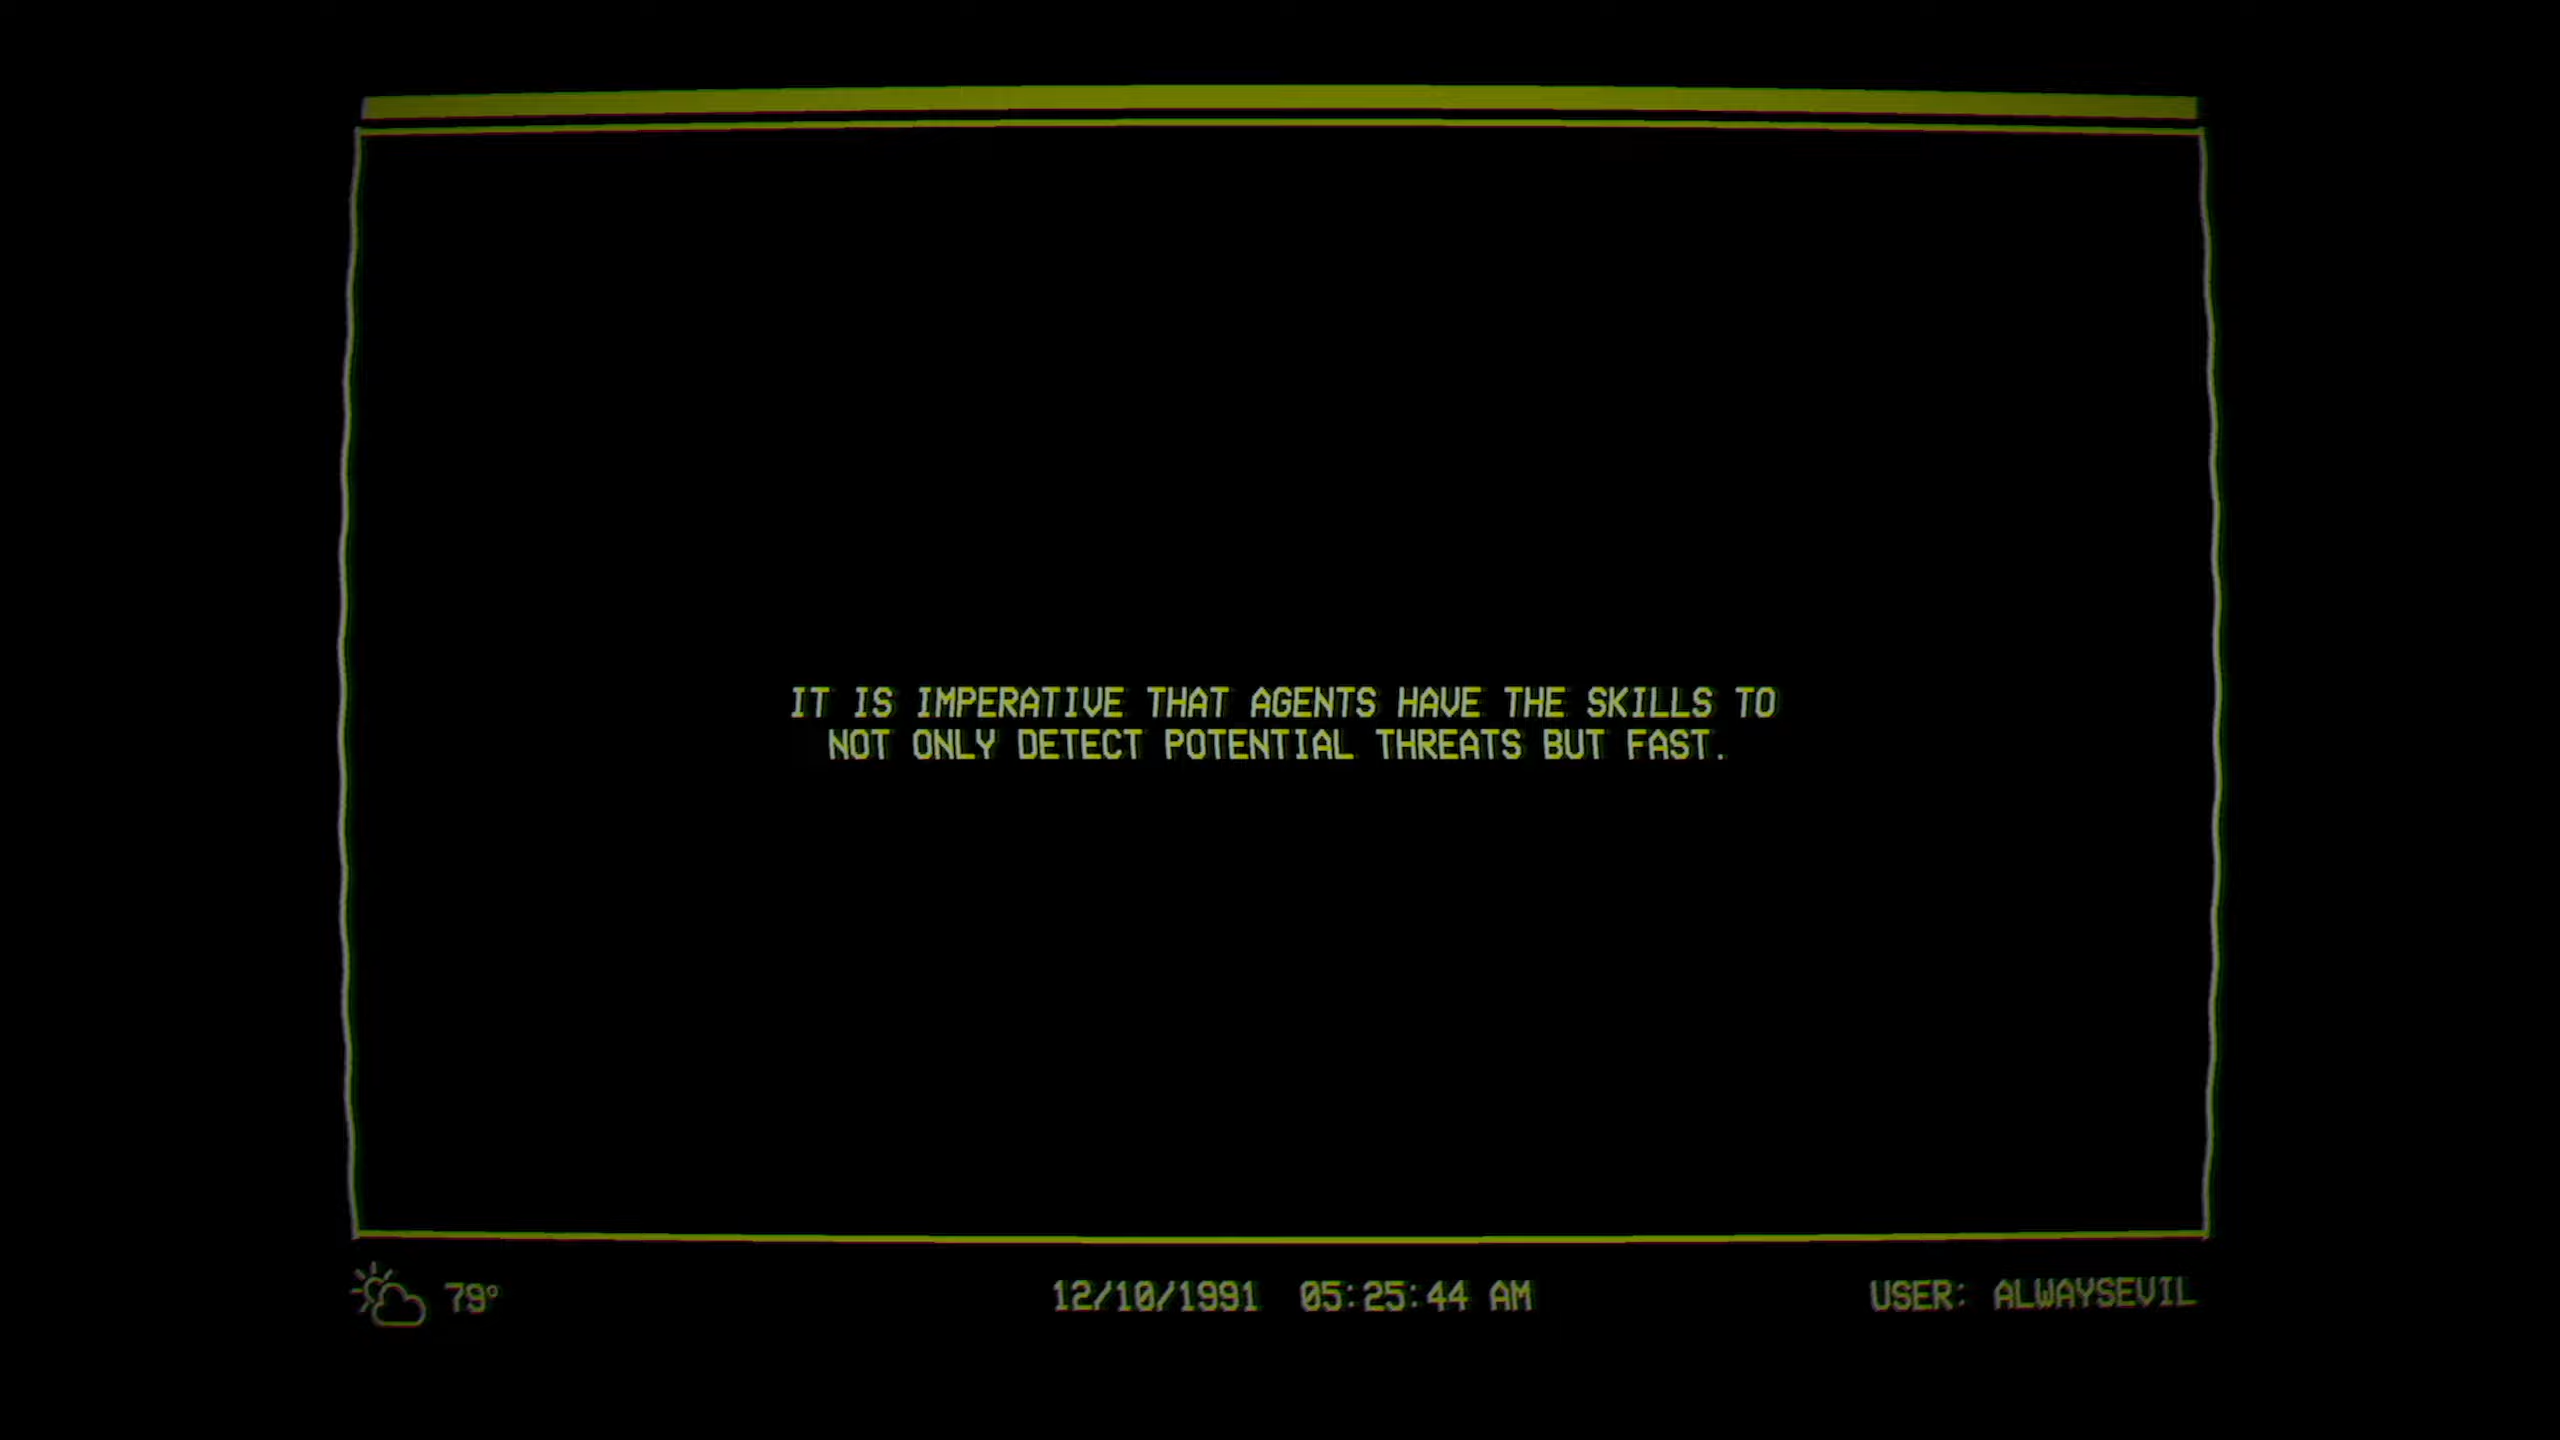 IT IS IMPERATIVE THAT AGENTS HAVE THE SKILLS TO
NOT ONLY DETECT POTENTIAL THREATS BUT FAST.
79°
12/10/1991 05:25:44 AM
USER: ALWAYSEVIL